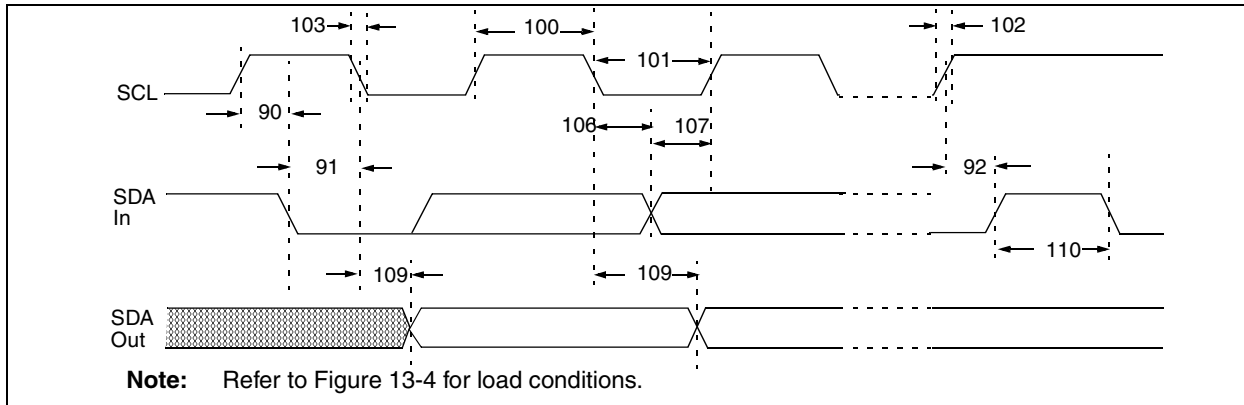 103
100
102
101
SCL
90
106
107
91
92
SDA
In
109
109
110
SDA
Out
Note: Refer to Figure 13-4 for load conditions.